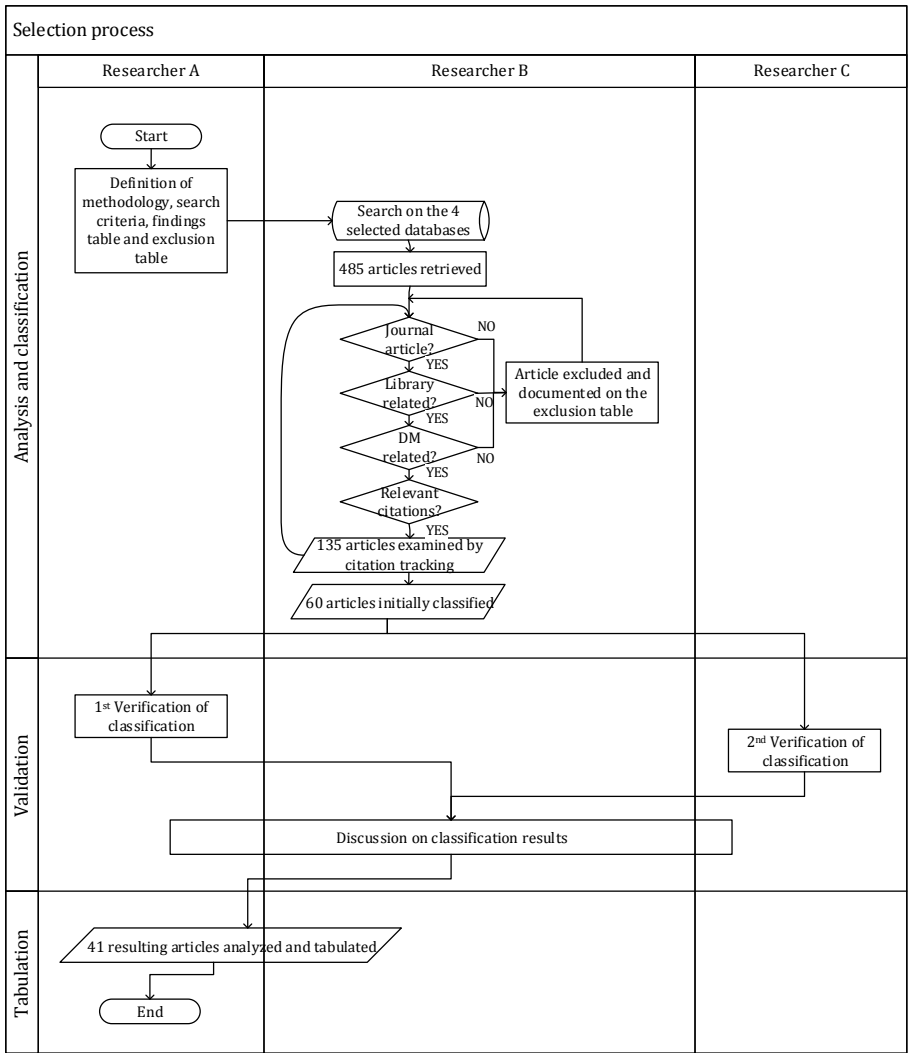 Selection process
Researcher A
Researcher B
Researcher C
Analysis and classification
Start
Definition of
methodology, search
criteria, findings
table and exclusion
table
Search on the 4
selected databases
485 articles retrieved
Journal
article?
NO
YES
Library
related?
NO
YES
Article excluded and
documented on the
exclusion table
DM
related?
NO
YES
Relevant
citations?
YES
135 articles examined by
citation tracking
60 articles initially classified
Validation
1st Verification of
classification
2nd Verification of
classification
Discussion on classification results
Tabulation
41 resulting articles analyzed and tabulated
End